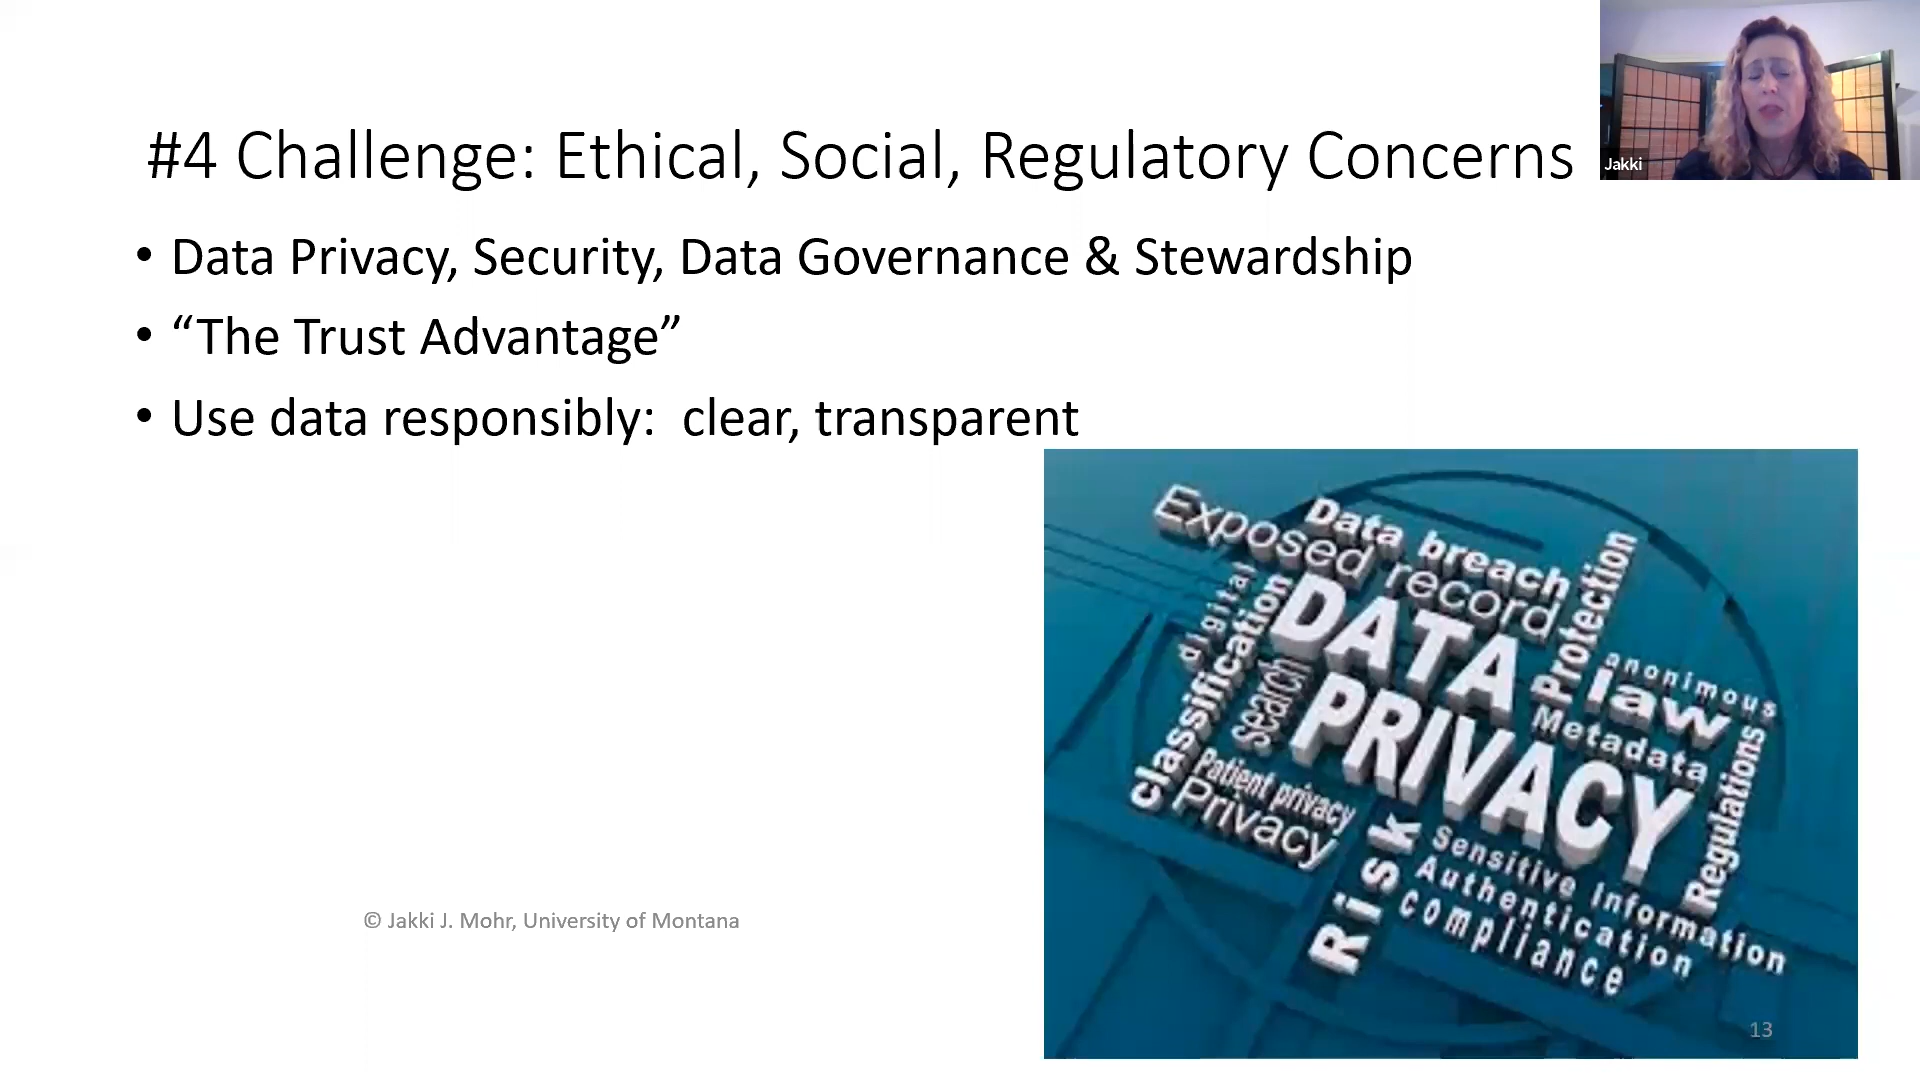 #4 Challenge: Ethical, Social, Regulatory Concerns
Jakki
• Data Privacy, Security, Data Governance & Stewardship
• “The Trust Advantage”
• Use data responsibly:  clear, transparent
Data breach
Exposed record
digital
classification
search
DATA
PRIVACY
Protection
anonimous
law
Metadata
Regulations
Patient privacy
Privacy
Risk
Sensitive Information
Authentication
compliance
© Jakki J. Mohr, University of Montana
13